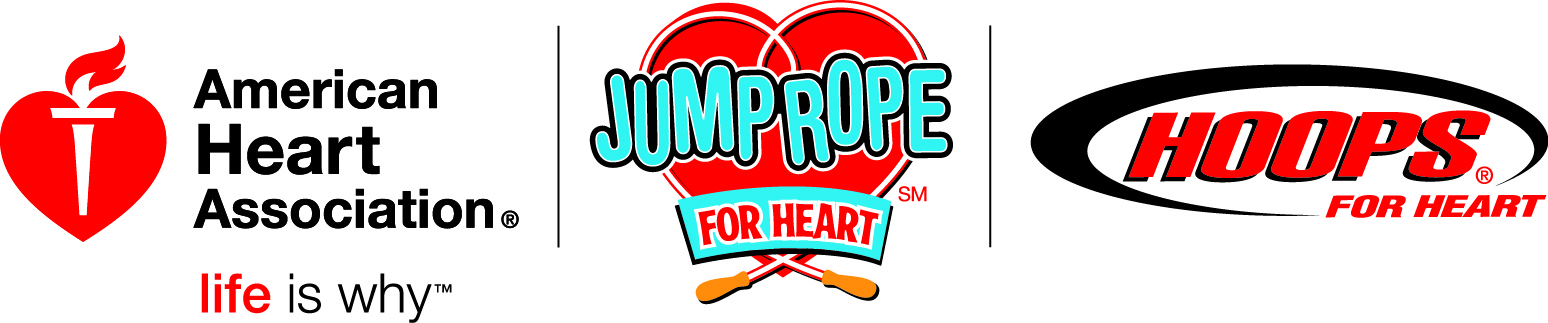 American
Heart
Association®
life is why™
JUMP ROPE
FOR HEART
SM
HOOPS®
FOR HEART